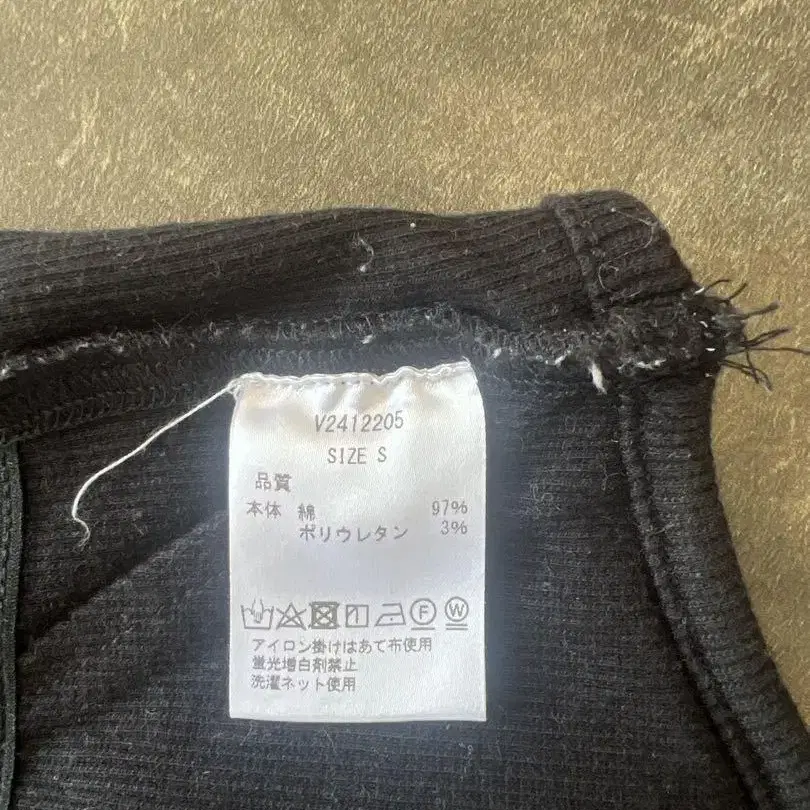 V2412205
SIZE S
品質
本体 綿 97%
ポリウレタン 3%
F W
アイロン掛けはあて布使用
蛍光増白剤禁止
洗濯ネット使用